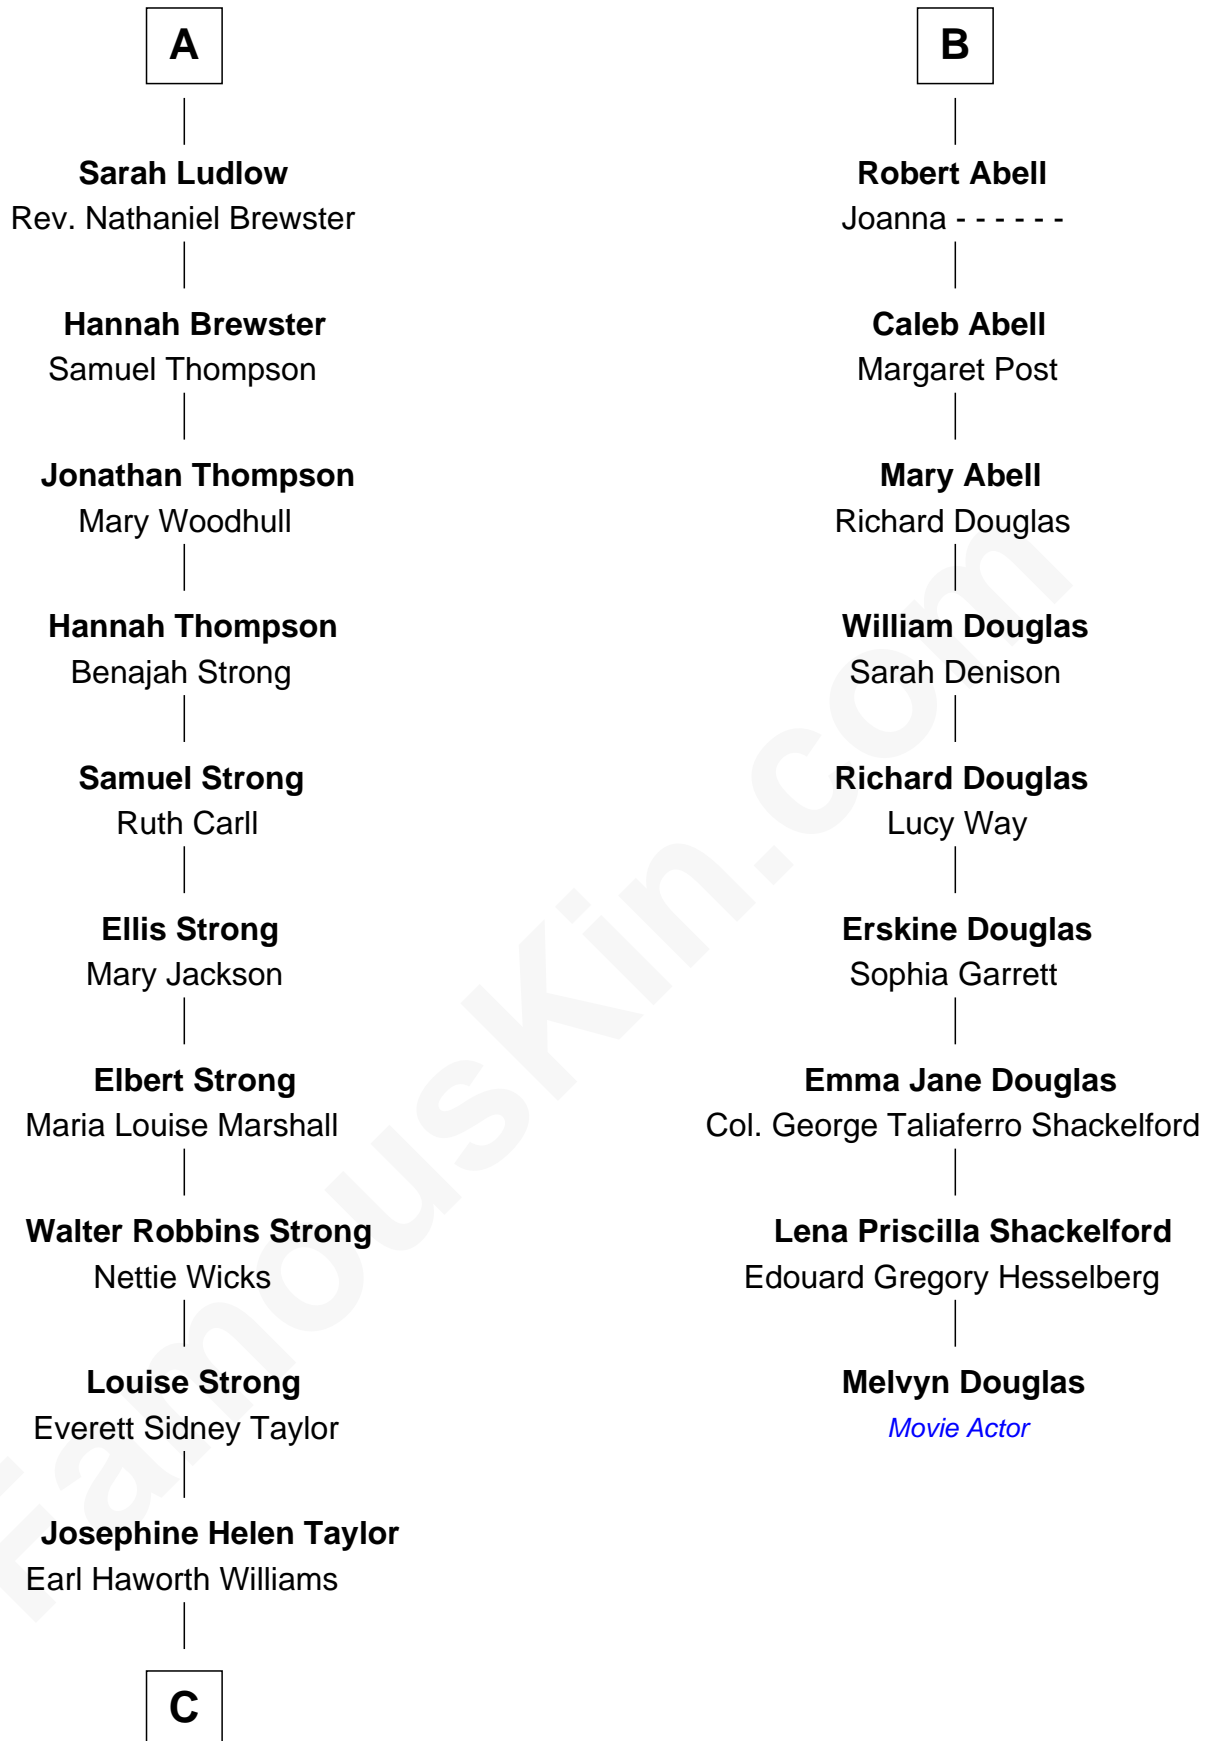 A
Sarah Ludlow
Rev. Nathaniel Brewster
Hannah Brewster
Samuel Thompson
Jonathan Thompson
Mary Woodhull
Hannah Thompson
Benajah Strong
Samuel Strong
Ruth Carll
Ellis Strong
Mary Jackson
Elbert Strong
Maria Louise Marshall
Walter Robbins Strong
Nettie Wicks
Louise Strong
Everett Sidney Taylor
Josephine Helen Taylor
Earl Haworth Williams
C
B
Robert Abell
Joanna - - - - - -
Caleb Abell
Margaret Post
Mary Abell
Richard Douglas
William Douglas
Sarah Denison
Richard Douglas
Lucy Way
Erskine Douglas
Sophia Garrett
Emma Jane Douglas
Col. George Taliaferro Shackelford
Lena Priscilla Shackelford
Edouard Gregory Hesselberg
Melvyn Douglas
Movie Actor
FamousKin.com